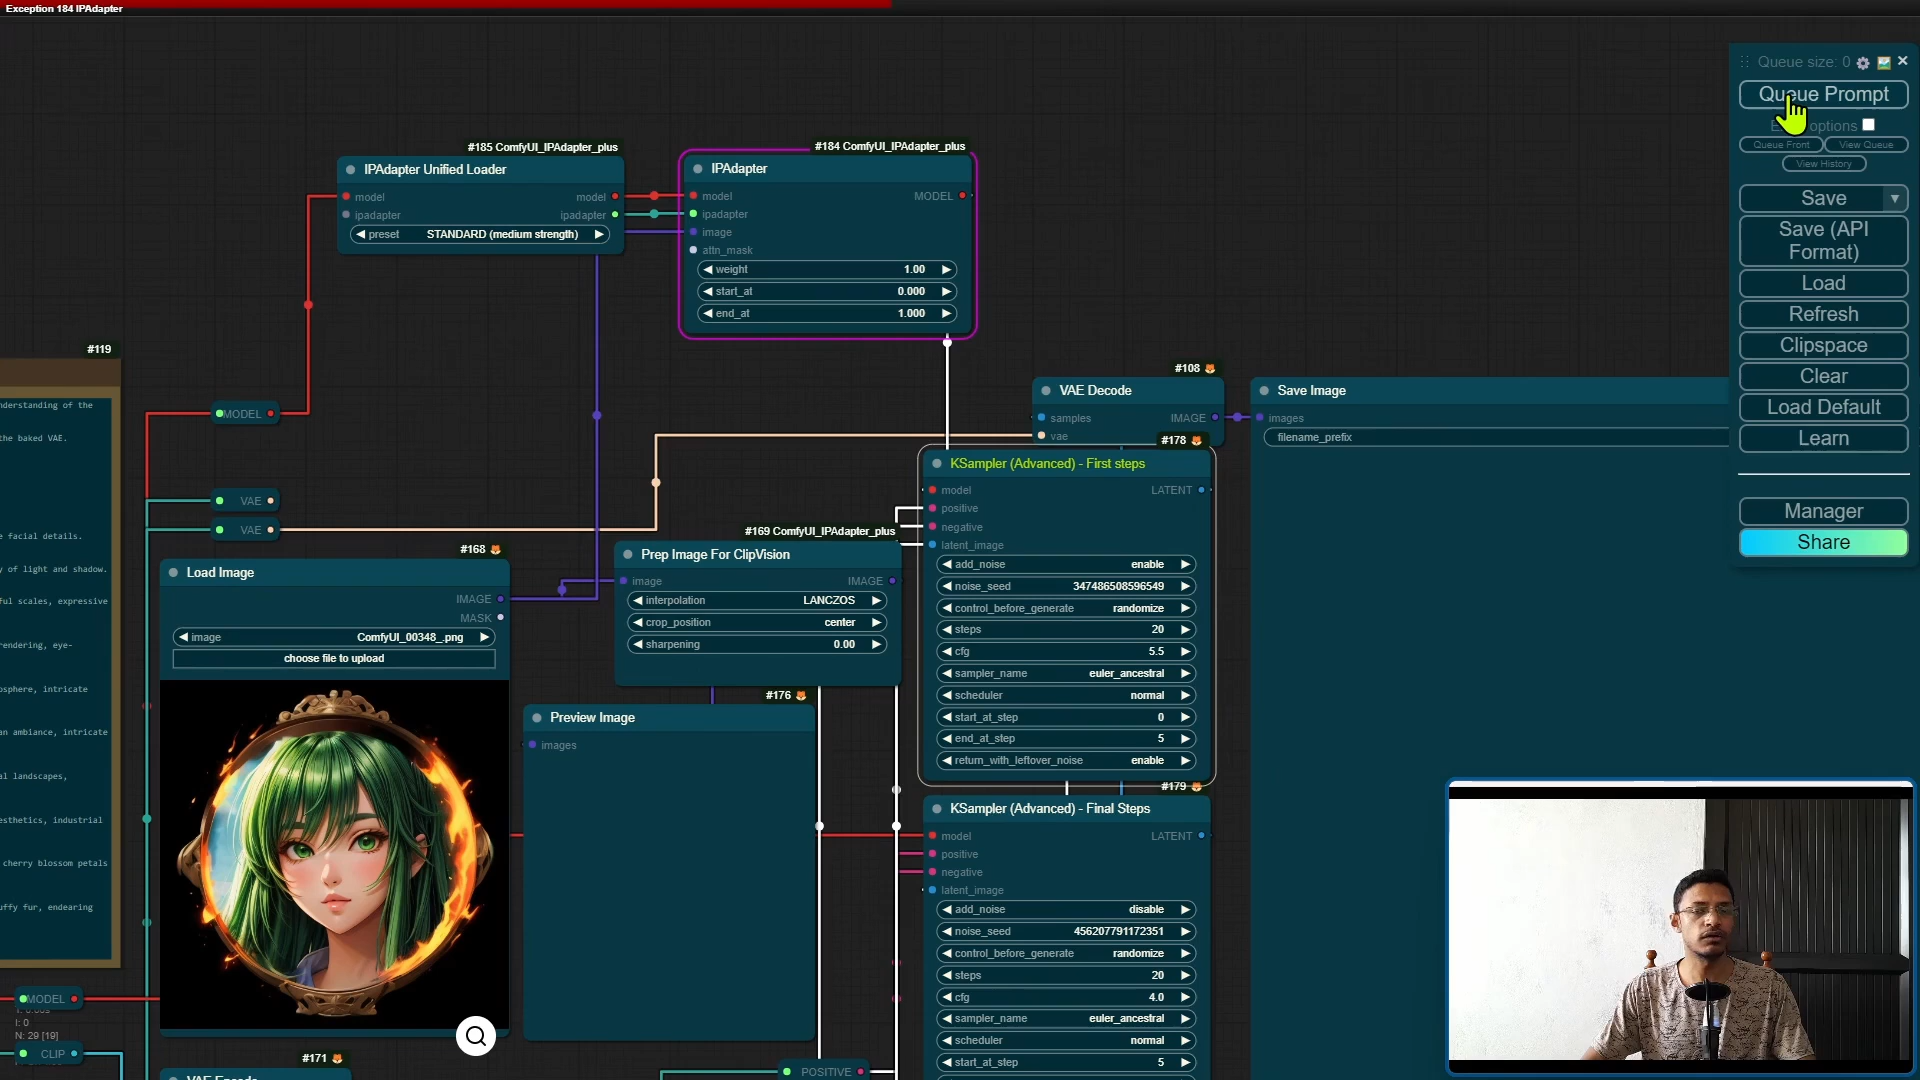 Exception 184 IPAdapter
Queue size: 0
Queue Prompt
options
Queue Front
View Queue
View History
Save
Save (API
Format)
Load
Refresh
Clipspace
Clear
Load Default
Learn
Manager
Share
#185 ComfyUI_IPAdapter_plus
IPAdapter Unified Loader
model model
ipadapter ipadapter
preset STANDARD (medium strength)
#184 ComfyUI_IPAdapter_plus
IPAdapter
model MODEL
ipadapter
image
attn_mask
weight 1.00
start_at 0.000
end_at 1.000
#119
nderstanding of the
the baked VAE.
e facial details.
y of light and shadow.
ful scales, expressive
rendering, eye-
osphere, intricate
an ambiance, intricate
al landscapes,
esthetics, industrial
cherry blossom petals
uffy fur, endearing
MODEL
VAE
VAE
#108
VAE Decode
samples IMAGE
vae
Save Image
images
filename_prefix
#178
KSampler (Advanced) - First steps
model LATENT
positive
negative
latent_image
add_noise enable
noise_seed 347486508596549
control_before_generate randomize
steps 20
cfg 5.5
sampler_name euler_ancestral
scheduler normal
start_at_step 0
end_at_step 5
return_with_leftover_noise enable
#169 ComfyUI_IPAdapter_plus
Prep Image For ClipVision
image IMAGE
interpolation LANCZOS
crop_position center
sharpening 0.00
#168
Load Image
IMAGE
MASK
image ComfyUI_00348_.png
choose file to upload
#176
Preview Image
images
#179
KSampler (Advanced) - Final Steps
model LATENT
positive
negative
latent_image
add_noise disable
noise_seed 456207791172351
control_before_generate randomize
steps 20
cfg 4.0
sampler_name euler_ancestral
scheduler normal
start_at_step 5
MODEL
I: 0
N: 29 [19]
CLIP
#171
POSITIVE